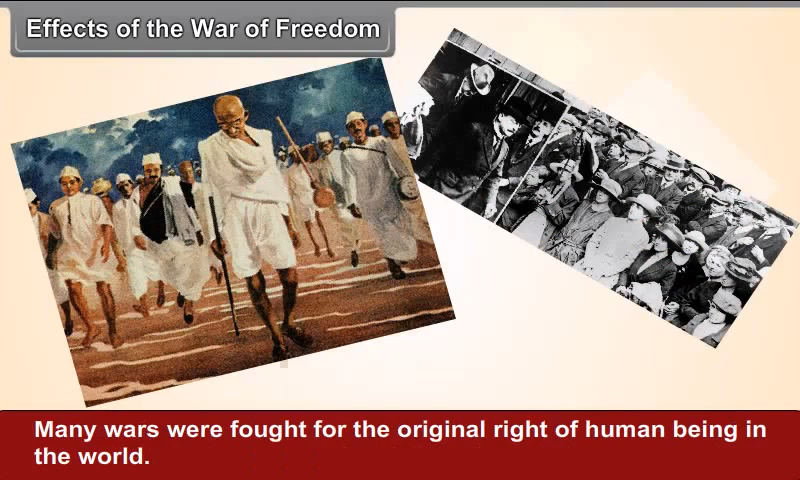 Effects of the War of Freedom
Many wars were fought for the original right of human being in
the world.